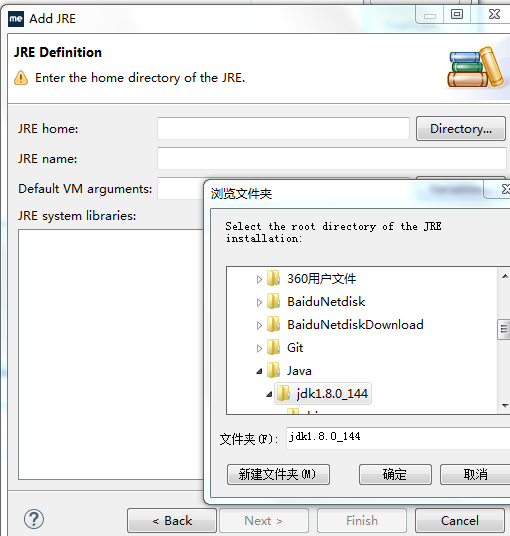 me Add JRE
JRE Definition
Enter the home directory of the JRE.
JRE home:
Directory...
JRE name:
Default VM arguments:
JRE system libraries:
浏览文件夹
Select the root directory of the JRE
installation:
360用户文件
BaiduNetdisk
BaiduNetdiskDownload
Git
Java
jdk1.8.0_144
文件夹(F):
jdk1.8.0_144
新建文件夹(M)
确定
取消
< Back
Next >
Finish
Cancel